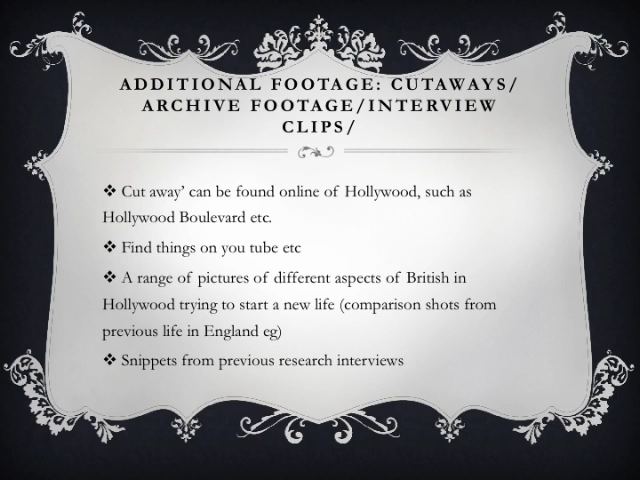 ADDITIONAL FOOTAGE: CUTAWAYS/
ARCHIVE FOOTAGE/INTERVIEW
CLIPS/
❖ Cut away’ can be found online of Hollywood, such as
Hollywood Boulevard etc.
❖ Find things on you tube etc
❖ A range of pictures of different aspects of British in
Hollywood trying to start a new life (comparison shots from
previous life in England eg)
❖ Snippets from previous research interviews